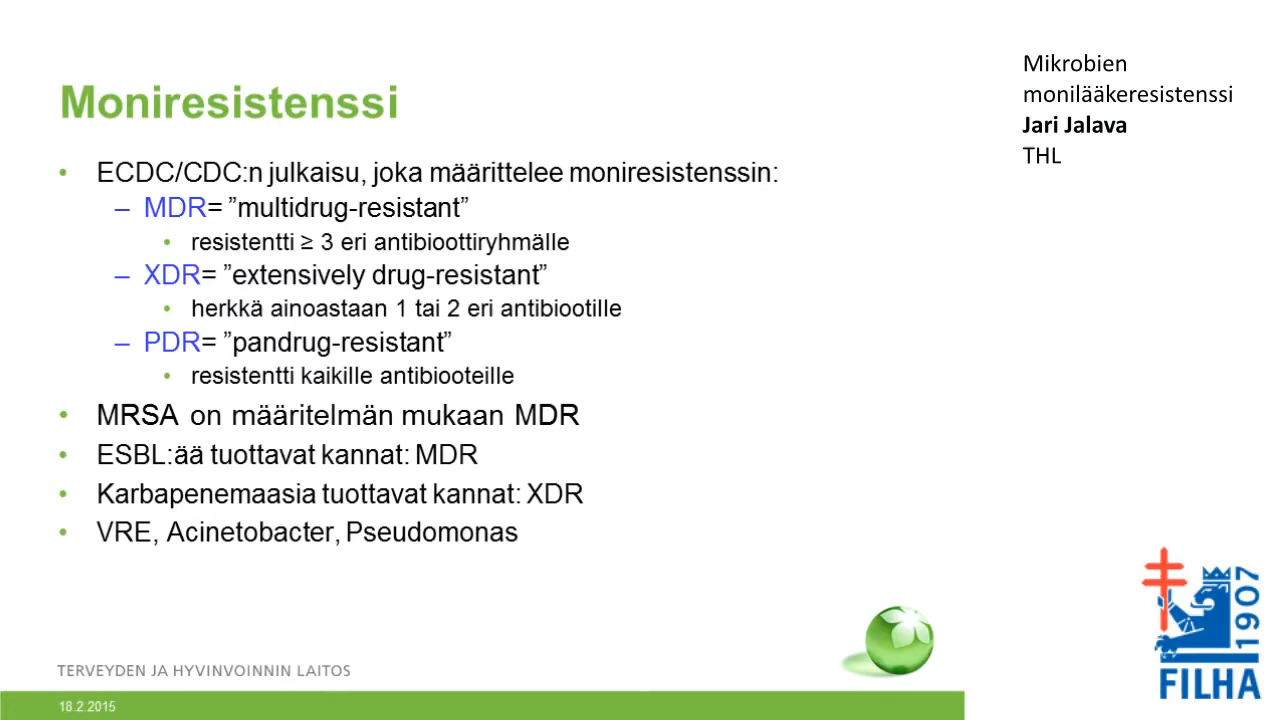 Moniresistenssi
• ECDC/CDC:n julkaisu, joka määrittelee moniresistenssin:
– MDR= ”multidrug-resistant”
• resistentti ≥ 3 eri antibioottiryhmälle
– XDR= ”extensively drug-resistant”
• herkkä ainoastaan 1 tai 2 eri antibiootille
– PDR= ”pandrug-resistant”
• resistentti kaikille antibiooteille
• MRSA on määritelmän mukaan MDR
• ESBL:ää tuottavat kannat: MDR
• Karbapenemaasia tuottavat kannat: XDR
• VRE, Acinetobacter, Pseudomonas
TERVEYDEN JA HYVINVOINNIN LAITOS
18.2.2015
Mikrobien
monilääkeresistenssi
Jari Jalava
THL
1907
FILHA